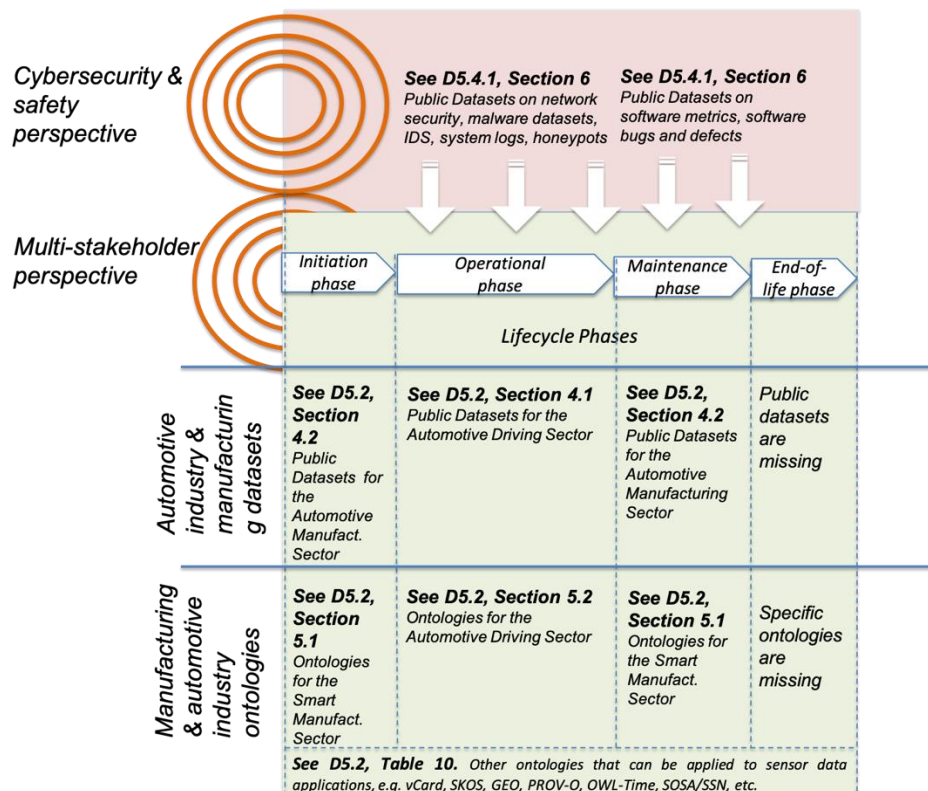 Cybersecurity &
safety
perspective
See D5.4.1, Section 6
Public Datasets on network
security, malware datasets,
IDS, system logs, honeypots
See D5.4.1, Section 6
Public Datasets on
software metrics, software
bugs and defects
Multi-stakeholder
perspective
Initiation
phase
Operational
phase
Maintenance
phase
End-of-
life phase
Lifecycle Phases
Automotive
industry &
manufacturin
g datasets
See D5.2,
Section
4.2
Public
Datasets for
the
Automotive
Manufact.
Sector
See D5.2, Section 4.1
Public Datasets for the
Automotive Driving Sector
See D5.2,
Section 4.2
Public Datasets
for the
Automotive
Manufacturing
Sector
Public
datasets
are
missing
Manufacturing
& automotive
industry
ontologies
See D5.2,
Section
5.1
Ontologies
for the
Smart
Manufact.
Sector
See D5.2, Section 5.2
Ontologies for the
Automotive Driving Sector
See D5.2,
Section 5.1
Ontologies for
the Smart
Manufact.
Sector
Specific
ontologies
are
missing
See D5.2, Table 10. Other ontologies that can be applied to sensor data
applications, e.g. vCard, SKOS, GEO, PROV-O, OWL-Time, SOSA/SSN, etc.